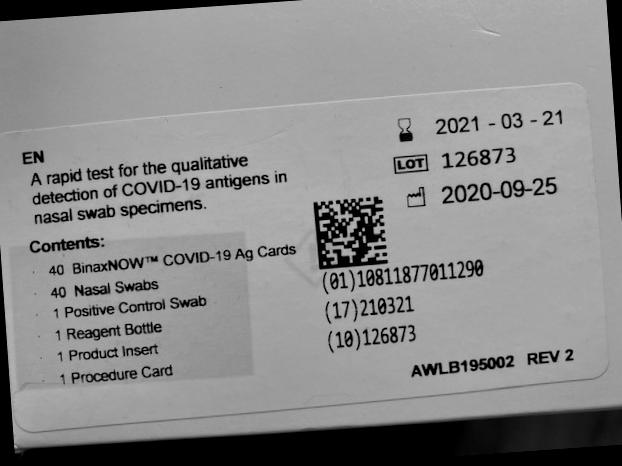 EN
A rapid test for the qualitative
detection of COVID-19 antigens in
nasal swab specimens.
Contents:
· 40 BinaxNOW™ COVID-19 Ag Cards
· 40 Nasal Swabs
· 1 Positive Control Swab
· 1 Reagent Bottle
· 1 Product Insert
· 1 Procedure Card
2021 - 03 - 21
LOT 126873
2020-09-25
(01)10811877011290
(17)210321
(10)126873
AWLB195002 REV 2